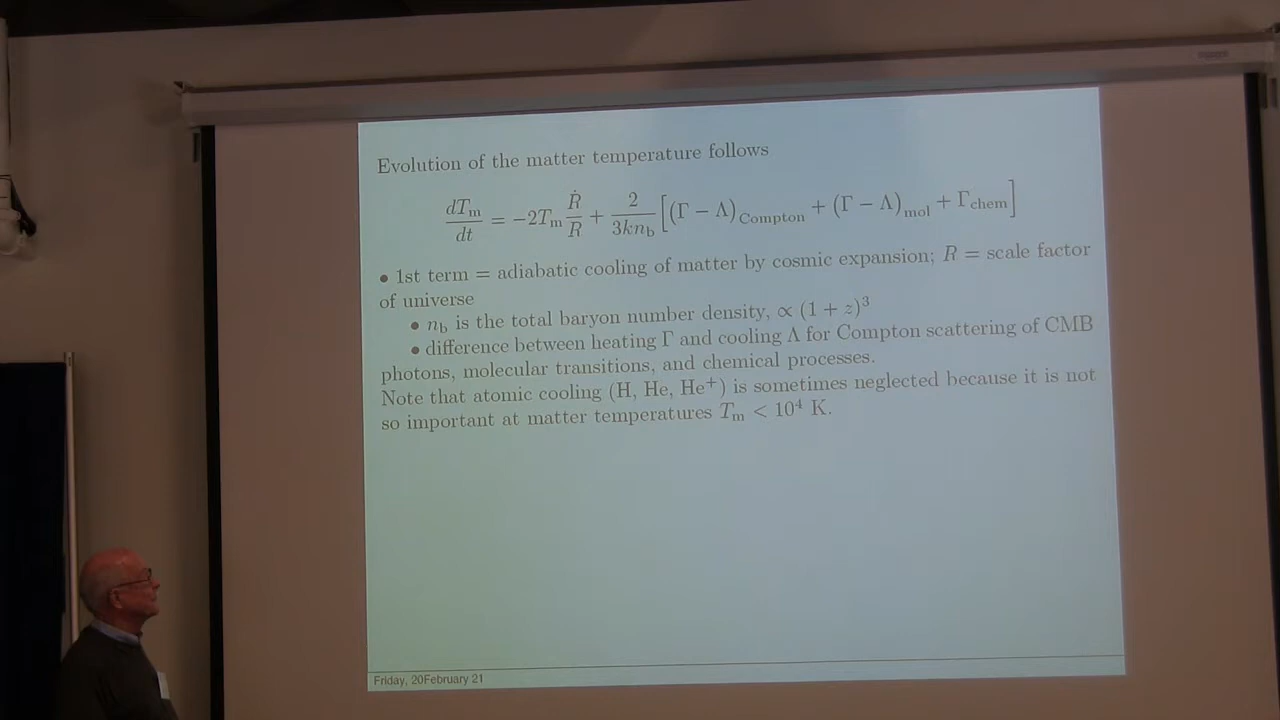 Evolution of the matter temperature follows
dT_m/dt = −2T_m Ṙ/R + 2/(3kn_b) [(Γ − Λ)_Compton + (Γ − Λ)_mol + Γ_chem]
• 1st term = adiabatic cooling of matter by cosmic expansion; R = scale factor
of universe
• n_b is the total baryon number density, ∝ (1 + z)³
• difference between heating Γ and cooling Λ for Compton scattering of CMB
photons, molecular transitions, and chemical processes.
Note that atomic cooling (H, He, He⁺) is sometimes neglected because it is not
so important at matter temperatures T_m < 10⁴ K.
Friday, 20February 21